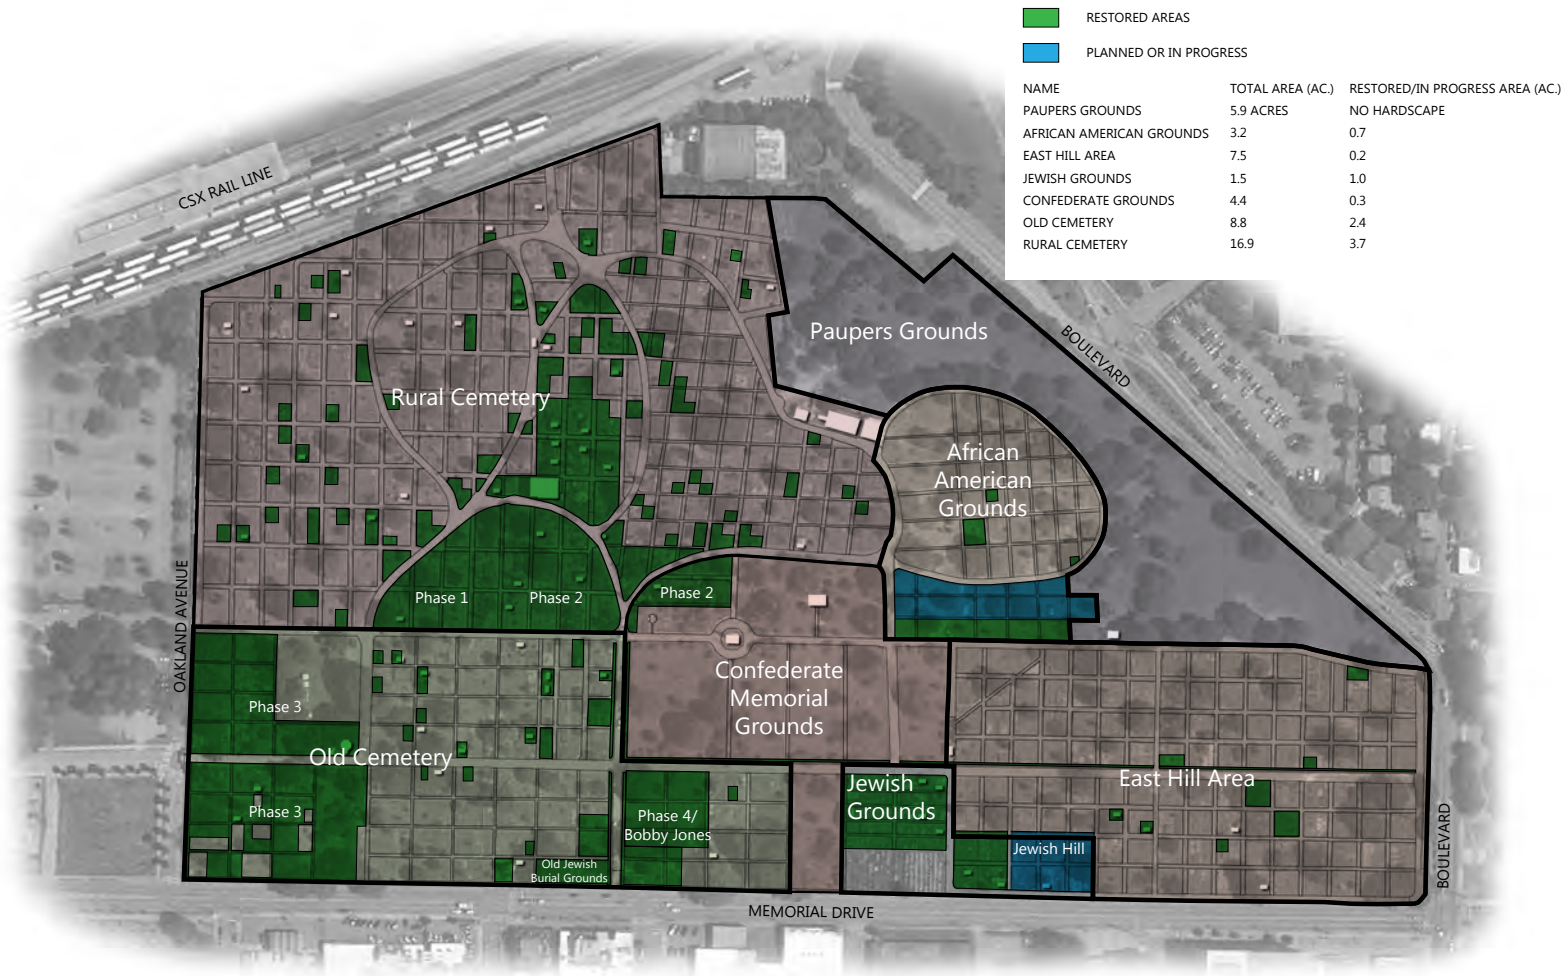 RESTORED AREAS
PLANNED OR IN PROGRESS
NAME TOTAL AREA (AC.) RESTORED/IN PROGRESS AREA (AC.)
PAUPERS GROUNDS 5.9 ACRES NO HARDSCAPE
AFRICAN AMERICAN GROUNDS 3.2 0.7
EAST HILL AREA 7.5 0.2
JEWISH GROUNDS 1.5 1.0
CONFEDERATE GROUNDS 4.4 0.3
OLD CEMETERY 8.8 2.4
RURAL CEMETERY 16.9 3.7
CSX RAIL LINE
Paupers Grounds
BOULEVARD
Rural Cemetery
African
American
Grounds
OAKLAND AVENUE
Phase 1
Phase 2
Phase 2
Confederate
Memorial
Grounds
Phase 3
Old Cemetery
East Hill Area
Jewish
Grounds
Phase 3
Phase 4/
Bobby Jones
Jewish Hill
BOULEVARD
Old Jewish
Burial Grounds
MEMORIAL DRIVE